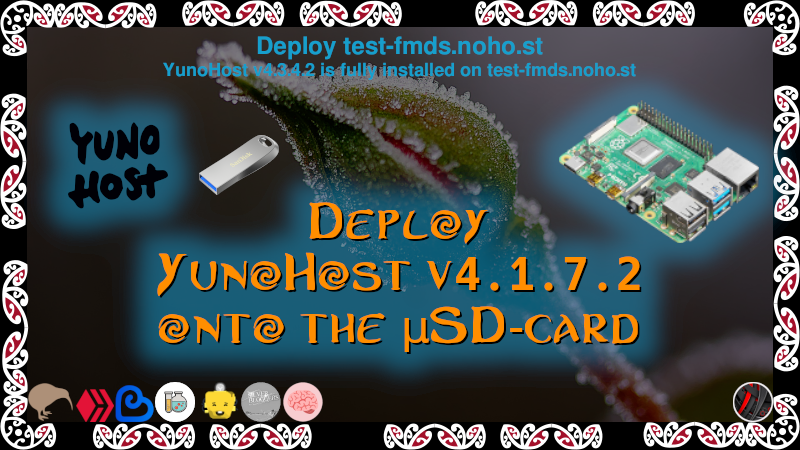 Deploy test-fmds.noho.st
YunoHost v4.3.4.2 is fully installed on test-fmds.noho.st
YUNO
HOST
SanDisk
Deploy
YunoHost v4.1.7.2
onto the µSD-card